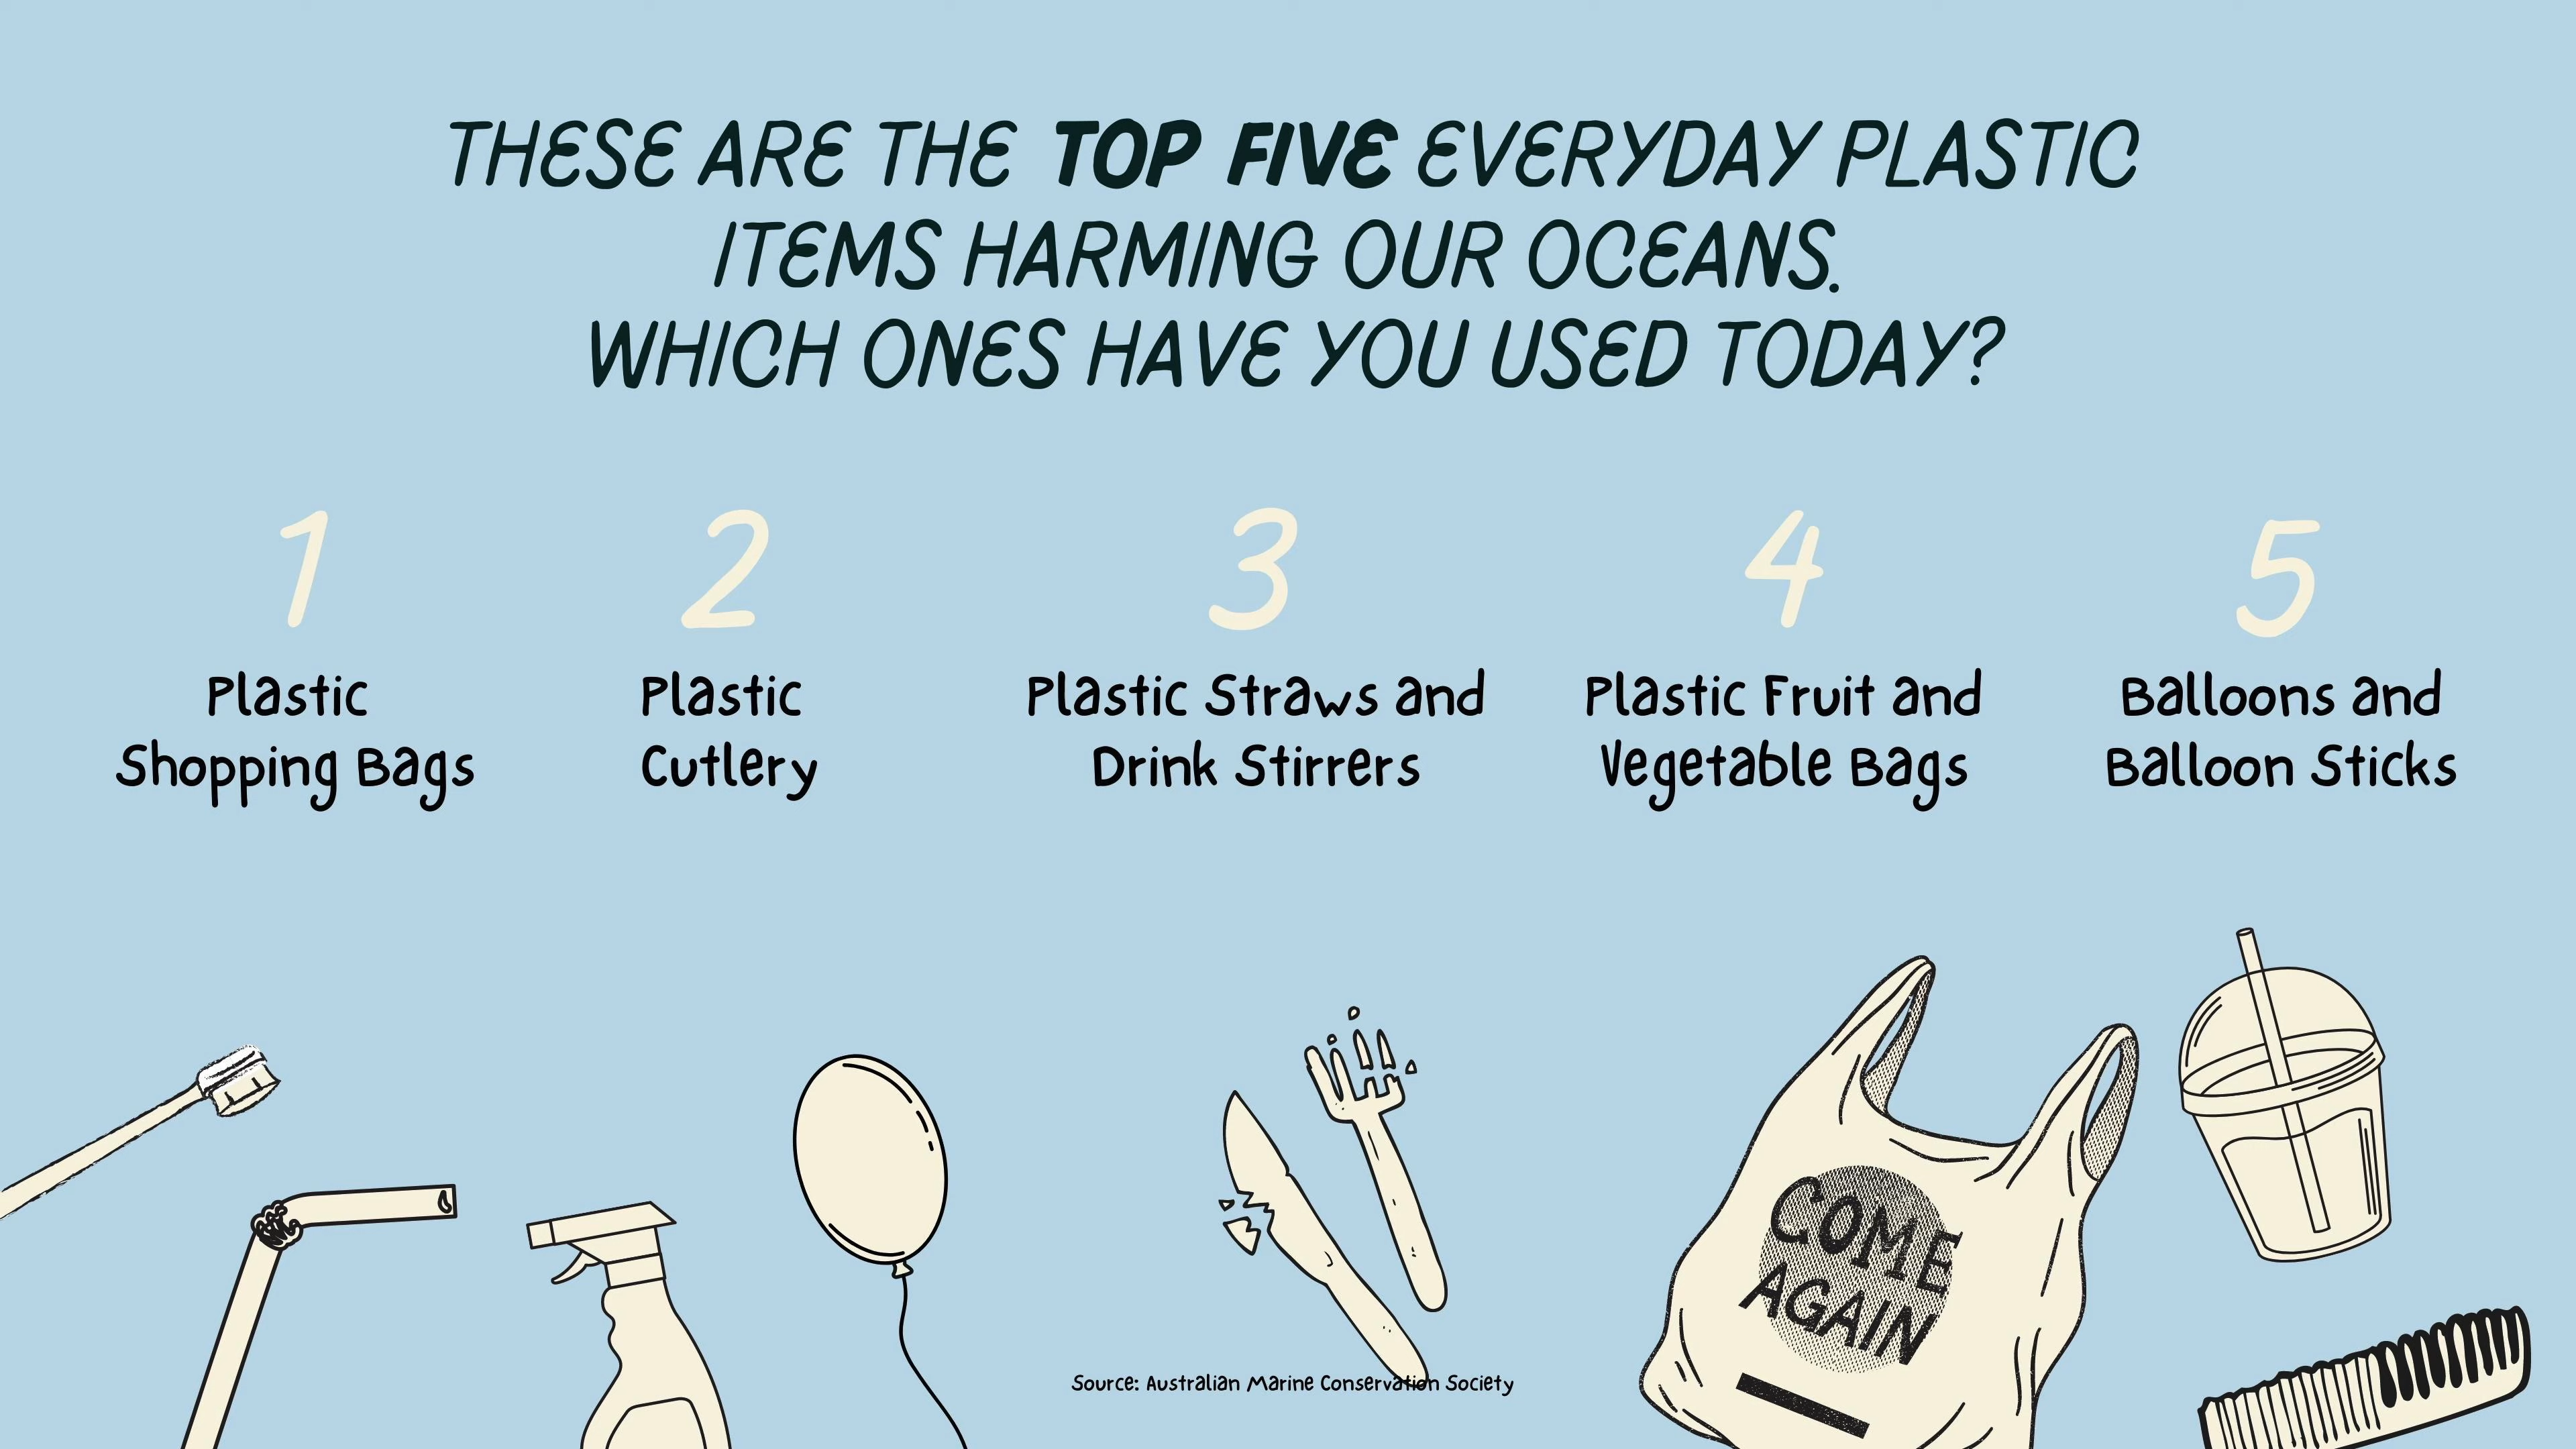 THESE ARE THE TOP FIVE EVERYDAY PLASTIC
ITEMS HARMING OUR OCEANS.
WHICH ONES HAVE YOU USED TODAY?
1
Plastic
Shopping Bags
2
Plastic
Cutlery
3
Plastic Straws and
Drink Stirrers
4
Plastic Fruit and
Vegetable Bags
5
Balloons and
Balloon Sticks
COME
AGAIN
Source: Australian Marine Conservation Society